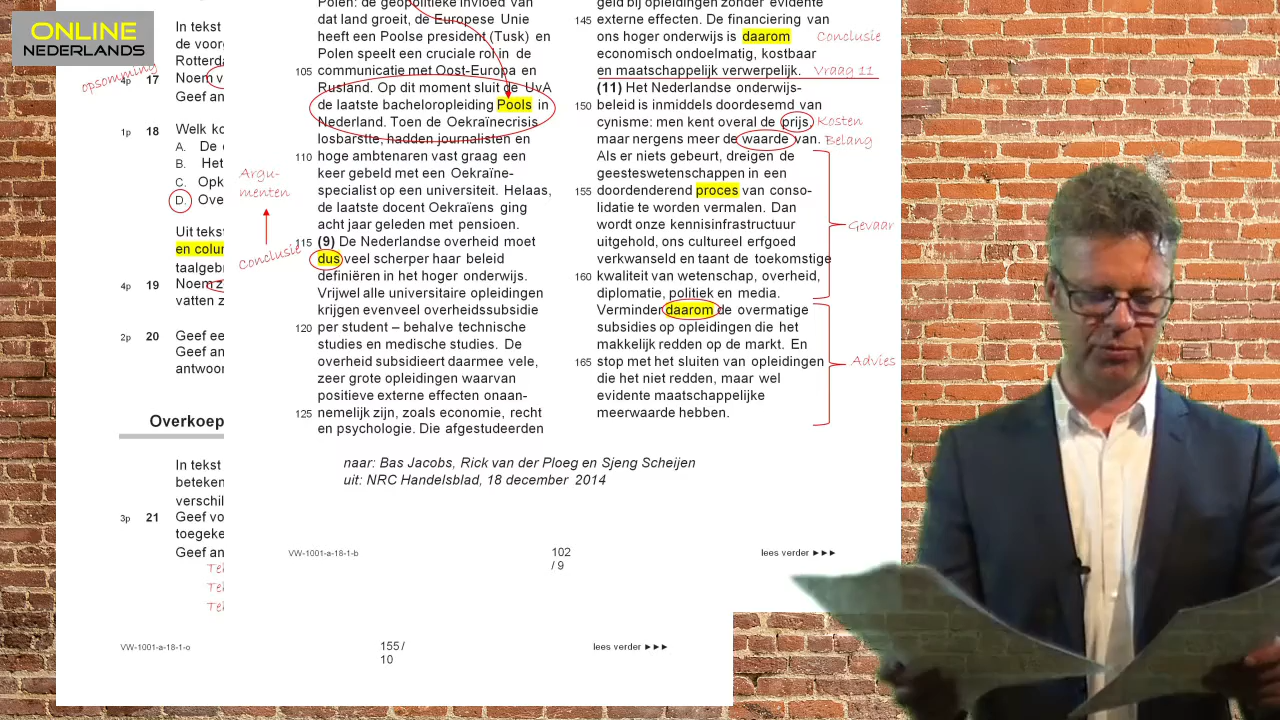 ONLINE
NEDERLANDS
In tekst
de voor
Rotterda
opsomming
4p 17 Noem v
Geef an
1p 18 Welk ko
A. De
B. Het
C. Opk
D. Ove
Uit tekst
en colum
taalgebr
4p 19 Noem z
vatten z
2p 20 Geef ee
Geef an
antwoor
Overkoep
In tekst
beteken
verschil
3p 21 Geef vo
toegeke
Geef an
Tek
Tek
Tek
VW-1001-a-18-1-o
155 /
10
lees verder ►►►
Polen: de geopolitieke invloed van
dat land groeit, de Europese Unie
heeft een Poolse president (Tusk) en
Polen speelt een cruciale rol in de
105 communicatie met Oost-Europa en
Rusland. Op dit moment sluit de UvA
de laatste bacheloropleiding Pools in
Nederland. Toen de Oekraïnecrisis
losbarstte, hadden journalisten en
110 hoge ambtenaren vast graag een
keer gebeld met een Oekraïne-
specialist op een universiteit. Helaas,
de laatste docent Oekraïens ging
acht jaar geleden met pensioen.
115 (9) De Nederlandse overheid moet
dus veel scherper haar beleid
definiëren in het hoger onderwijs.
Vrijwel alle universitaire opleidingen
krijgen evenveel overheidssubsidie
120 per student – behalve technische
studies en medische studies. De
overheid subsidieert daarmee vele,
zeer grote opleidingen waarvan
positieve externe effecten onaan-
125 nemelijk zijn, zoals economie, recht
en psychologie. Die afgestudeerden
Argu-
menten
Conclusie
geld bij opleidingen zonder evidente
145 externe effecten. De financiering van
ons hoger onderwijs is daarom
economisch ondoelmatig, kostbaar
en maatschappelijk verwerpelijk.
(11) Het Nederlandse onderwijs-
150 beleid is inmiddels doordesemd van
cynisme: men kent overal de prijs,
maar nergens meer de waarde van.
Als er niets gebeurt, dreigen de
geesteswetenschappen in een
155 doordenderend proces van conso-
lidatie te worden vermalen. Dan
wordt onze kennisinfrastructuur
uitgehold, ons cultureel erfgoed
verkwanseld en taant de toekomstige
160 kwaliteit van wetenschap, overheid,
diplomatie, politiek en media.
Verminder daarom de overmatige
subsidies op opleidingen die het
makkelijk redden op de markt. En
165 stop met het sluiten van opleidingen
die het niet redden, maar wel
evidente maatschappelijke
meerwaarde hebben.
Conclusie
Vraag 11
Kosten
Belang
Gevaar
Advies
naar: Bas Jacobs, Rick van der Ploeg en Sjeng Scheijen
uit: NRC Handelsblad, 18 december 2014
VW-1001-a-18-1-b
102
/ 9
lees verder ►►►